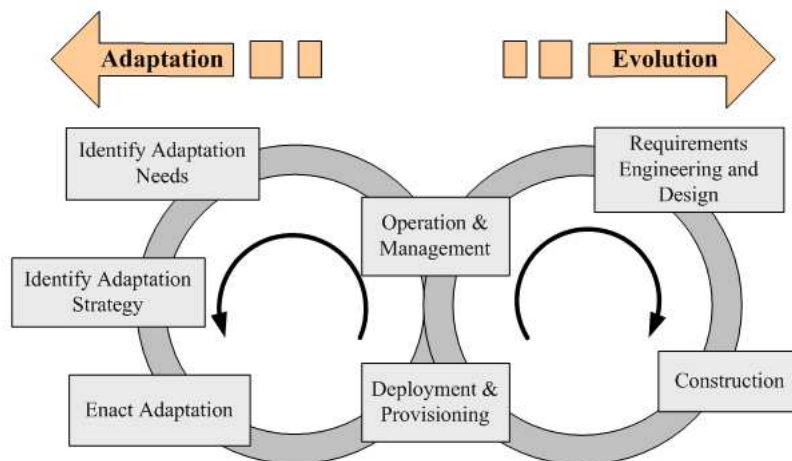 Adaptation
Evolution
Identify Adaptation
Needs
Requirements
Engineering and
Design
Operation &
Management
Identify Adaptation
Strategy
Enact Adaptation
Deployment &
Provisioning
Construction